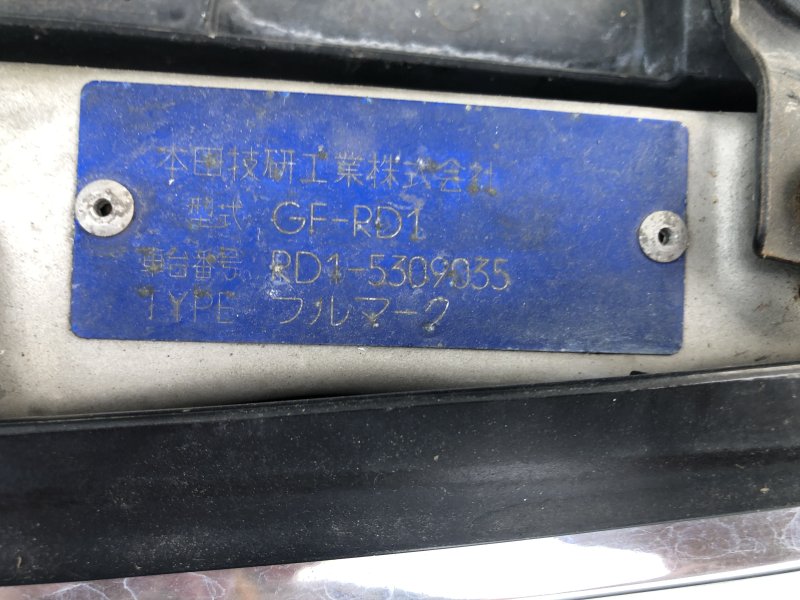 本田技研工業株式会社
型式 GF-RD1
車台番号 RD1-5309035
TYPE フルマーク